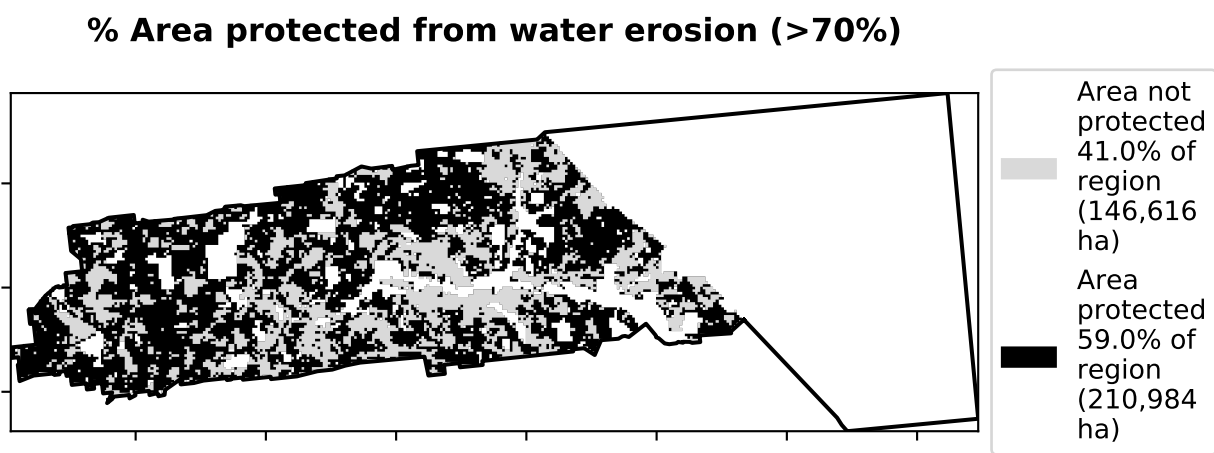 % Area protected from water erosion (>70%)
Area not
protected
41.0% of
region
(146,616
ha)
Area
protected
59.0% of
region
(210,984
ha)